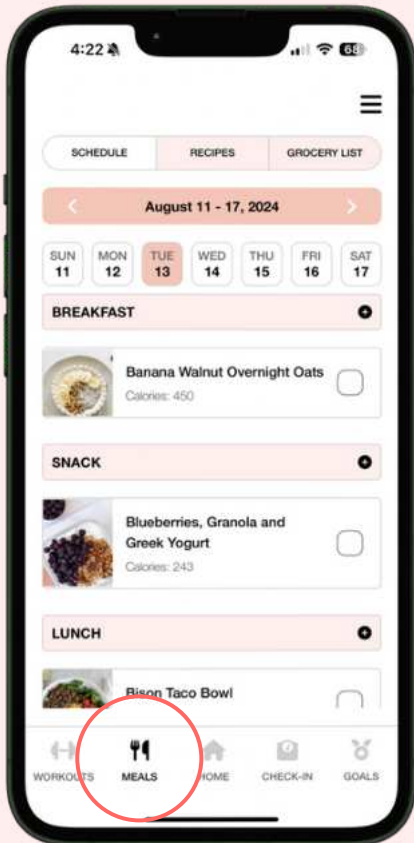 4:22
68
SCHEDULE RECIPES GROCERY LIST
August 11 - 17, 2024
SUN MON TUE WED THU FRI SAT
11 12 13 14 15 16 17
BREAKFAST
Banana Walnut Overnight Oats
Calories: 450
SNACK
Blueberries, Granola and
Greek Yogurt
Calories: 243
LUNCH
Bison Taco Bowl
WORKOUTS MEALS HOME CHECK-IN GOALS